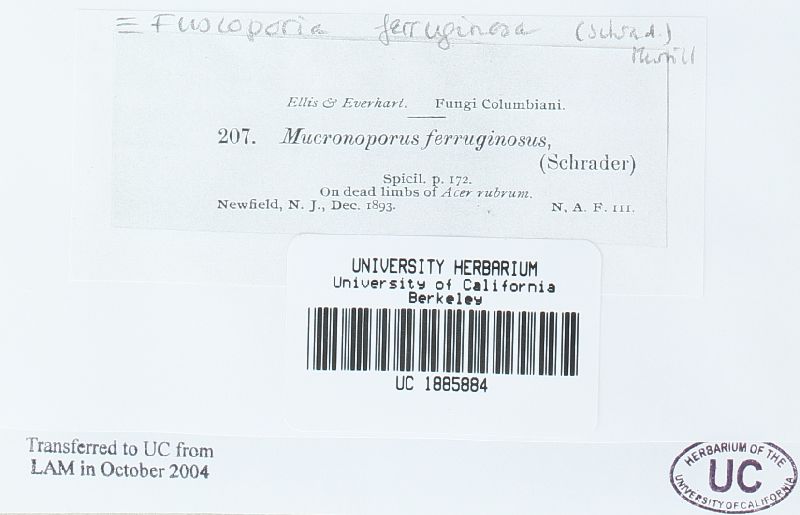 ≡ Fuscoporia ferruginosa (Schrad.)
Murrill
Ellis & Everhart. Fungi Columbiani.
207. Mucronoporus ferruginosus,
(Schrader)
Spicil. p. 172.
On dead limbs of Acer rubrum.
Newfield, N. J., Dec. 1893. N. A. F. 111.
UNIVERSITY HERBARIUM
University of California
Berkeley
UC 1885884
Transferred to UC from
LAM in October 2004
HERBARIUM OF THE
UC
UNIVERSITY OF CALIFORNIA